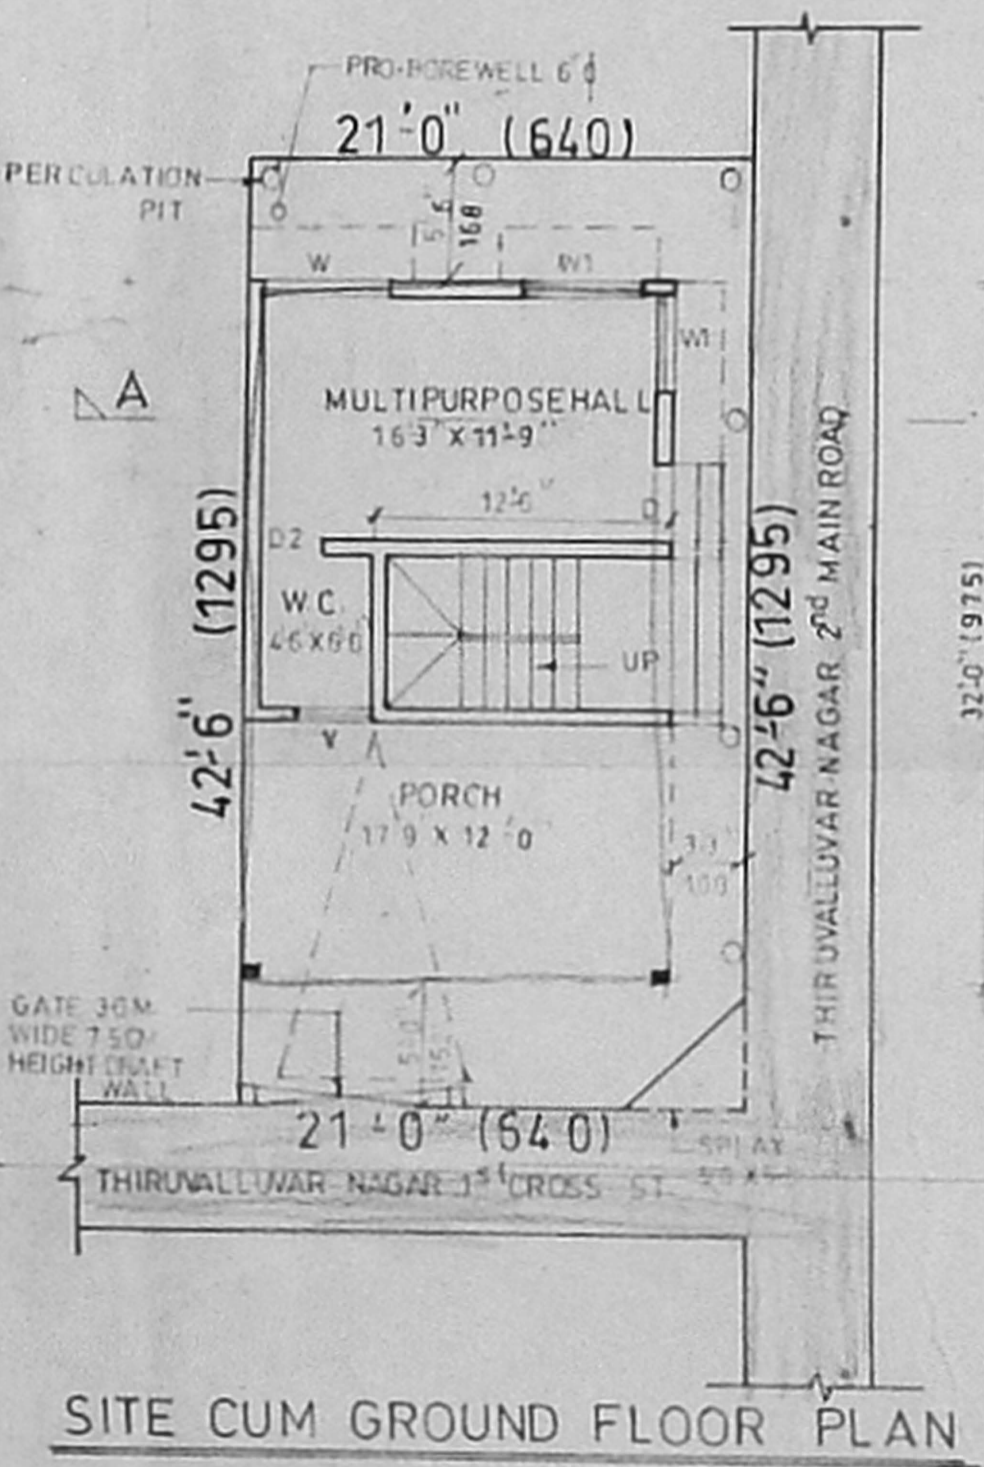 PRO-BOREWELL 6"ϕ
21'-0" (640)
PERCULATION
PIT
5'-6"
168
W
W1
W1
A
MULTIPURPOSE HALL
16'3" X 11'-9"
12'-6"
D
D2
W.C.
4'6 X 6'0
UP
V
42'-6" (1295)
42'-6" (1295)
THIRUVALLUVAR NAGAR 2nd MAIN ROAD
32'-0" (975)
PORCH
17'9 X 12'-0"
3'3"
100
GATE 3.0M
WIDE 7'50
HEIGHT
WALL
5'-0"
21'-0" (640)
SPLAY
THIRUVALLUVAR NAGAR 1st CROSS ST.
SITE CUM GROUND FLOOR PLAN